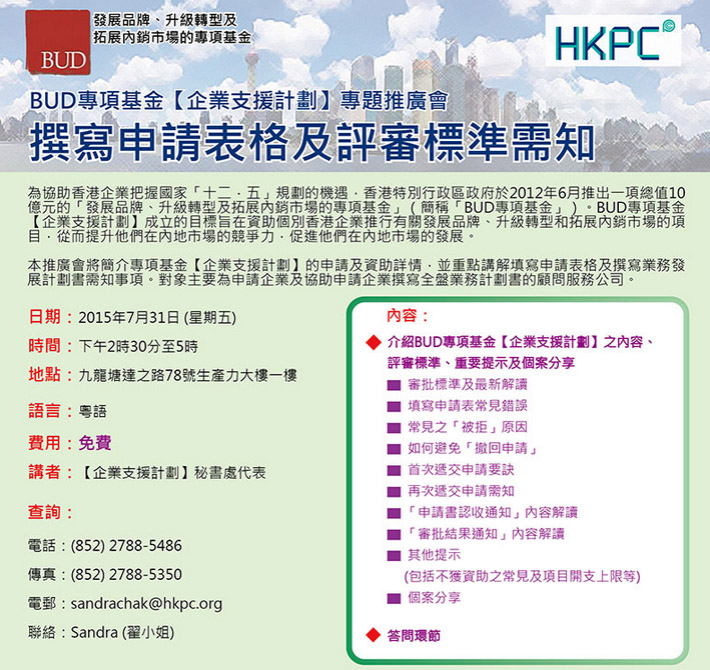 BUD
發展品牌、升級轉型及
拓展內銷市場的專項基金
HKPC
BUD專項基金【企業支援計劃】專題推廣會
撰寫申請表格及評審標準需知
為協助香港企業把握國家「十二．五」規劃的機遇，香港特別行政區政府於2012年6月推出一項總值10
億元的「發展品牌、升級轉型及拓展內銷市場的專項基金」（簡稱「BUD專項基金」）。BUD專項基金
【企業支援計劃】成立的目標旨在資助個別香港企業推行有關發展品牌、升級轉型和拓展內銷市場的項
目，從而提升他們在內地市場的競爭力，促進他們在內地市場的發展。
本推廣會將簡介專項基金【企業支援計劃】的申請及資助詳情，並重點講解填寫申請表格及撰寫業務發
展計劃書需知事項。對象主要為申請企業及協助申請企業撰寫全盤業務計劃書的顧問服務公司。
日期：2015年7月31日 (星期五)
時間：下午2時30分至5時
地點：九龍塘達之路78號生產力大樓一樓
語言：粵語
費用：免費
講者：【企業支援計劃】秘書處代表
查詢：
電話：(852) 2788-5486
傳真：(852) 2788-5350
電郵：sandrachak@hkpc.org
聯絡：Sandra (翟小姐)
內容：
介紹BUD專項基金【企業支援計劃】之內容、
評審標準、重要提示及個案分享
審批標準及最新解讀
填寫申請表常見錯誤
常見之「被拒」原因
如何避免「撤回申請」
首次遞交申請要訣
再次遞交申請需知
「申請書認收通知」內容解讀
「審批結果通知」內容解讀
其他提示
(包括不獲資助之常見及項目開支上限等)
個案分享
答問環節